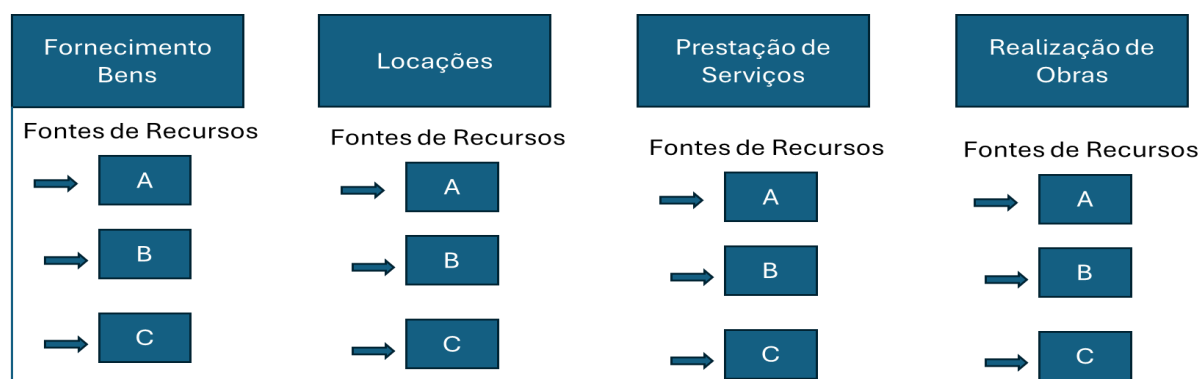 Fornecimento
Bens
Fontes de Recursos
A
B
C
Locações
Fontes de Recursos
A
B
C
Prestação de
Serviços
Fontes de Recursos
A
B
C
Realização de
Obras
Fontes de Recursos
A
B
C